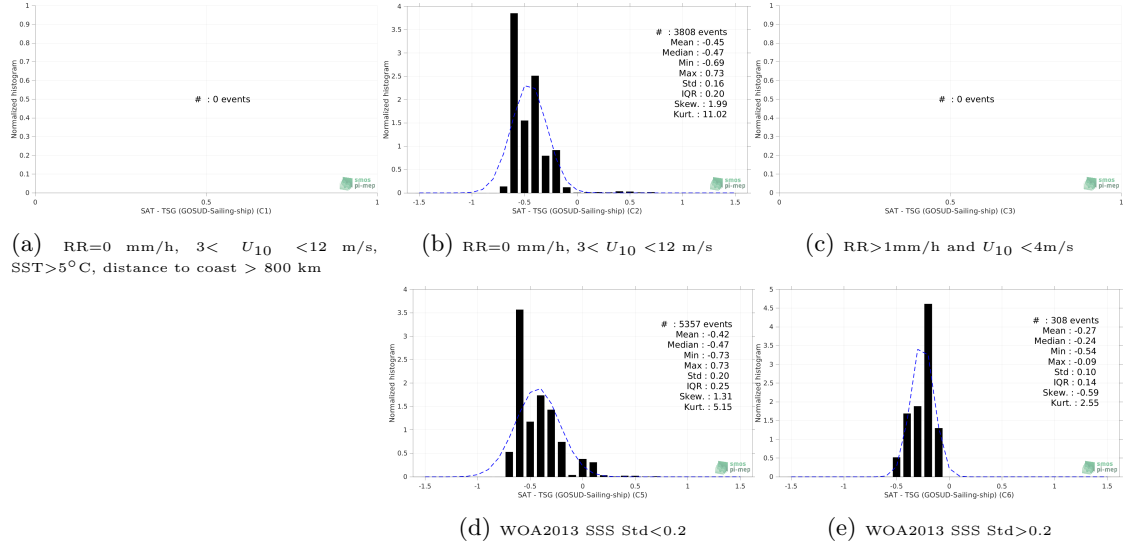 1
0.9
0.8
0.7
0.6
0.5
0.4
0.3
0.2
0.1
0
Normalized histogram
# : 0 events
smos
pi-mep
0 0.5 1
SAT - TSG (GOSUD-Sailing-ship) (C1)
(a) RR=0 mm/h, 3< U10 <12 m/s,
SST>5°C, distance to coast > 800 km
4
3.5
3
2.5
2
1.5
1
0.5
0
Normalized histogram
# : 3808 events
Mean : -0.45
Median : -0.47
Min : -0.69
Max : 0.73
Std : 0.16
IQR : 0.20
Skew. : 1.99
Kurt. : 11.02
smos
pi-mep
-1.5 -1 -0.5 0 0.5 1 1.5
SAT - TSG (GOSUD-Sailing-ship) (C2)
(b) RR=0 mm/h, 3< U10 <12 m/s
1
0.9
0.8
0.7
0.6
0.5
0.4
0.3
0.2
0.1
0
Normalized histogram
# : 0 events
smos
pi-mep
0 0.5 1
SAT - TSG (GOSUD-Sailing-ship) (C3)
(c) RR>1mm/h and U10 <4m/s
4
3.5
3
2.5
2
1.5
1
0.5
0
Normalized histogram
# : 5357 events
Mean : -0.42
Median : -0.47
Min : -0.73
Max : 0.73
Std : 0.20
IQR : 0.25
Skew. : 1.31
Kurt. : 5.15
smos
pi-mep
-1.5 -1 -0.5 0 0.5 1 1.5
SAT - TSG (GOSUD-Sailing-ship) (C5)
(d) WOA2013 SSS Std<0.2
5
4.5
4
3.5
3
2.5
2
1.5
1
0.5
0
Normalized histogram
# : 308 events
Mean : -0.27
Median : -0.24
Min : -0.54
Max : -0.09
Std : 0.10
IQR : 0.14
Skew. : -0.59
Kurt. : 2.55
smos
pi-mep
-1.5 -1 -0.5 0 0.5 1 1.5
SAT - TSG (GOSUD-Sailing-ship) (C6)
(e) WOA2013 SSS Std>0.2